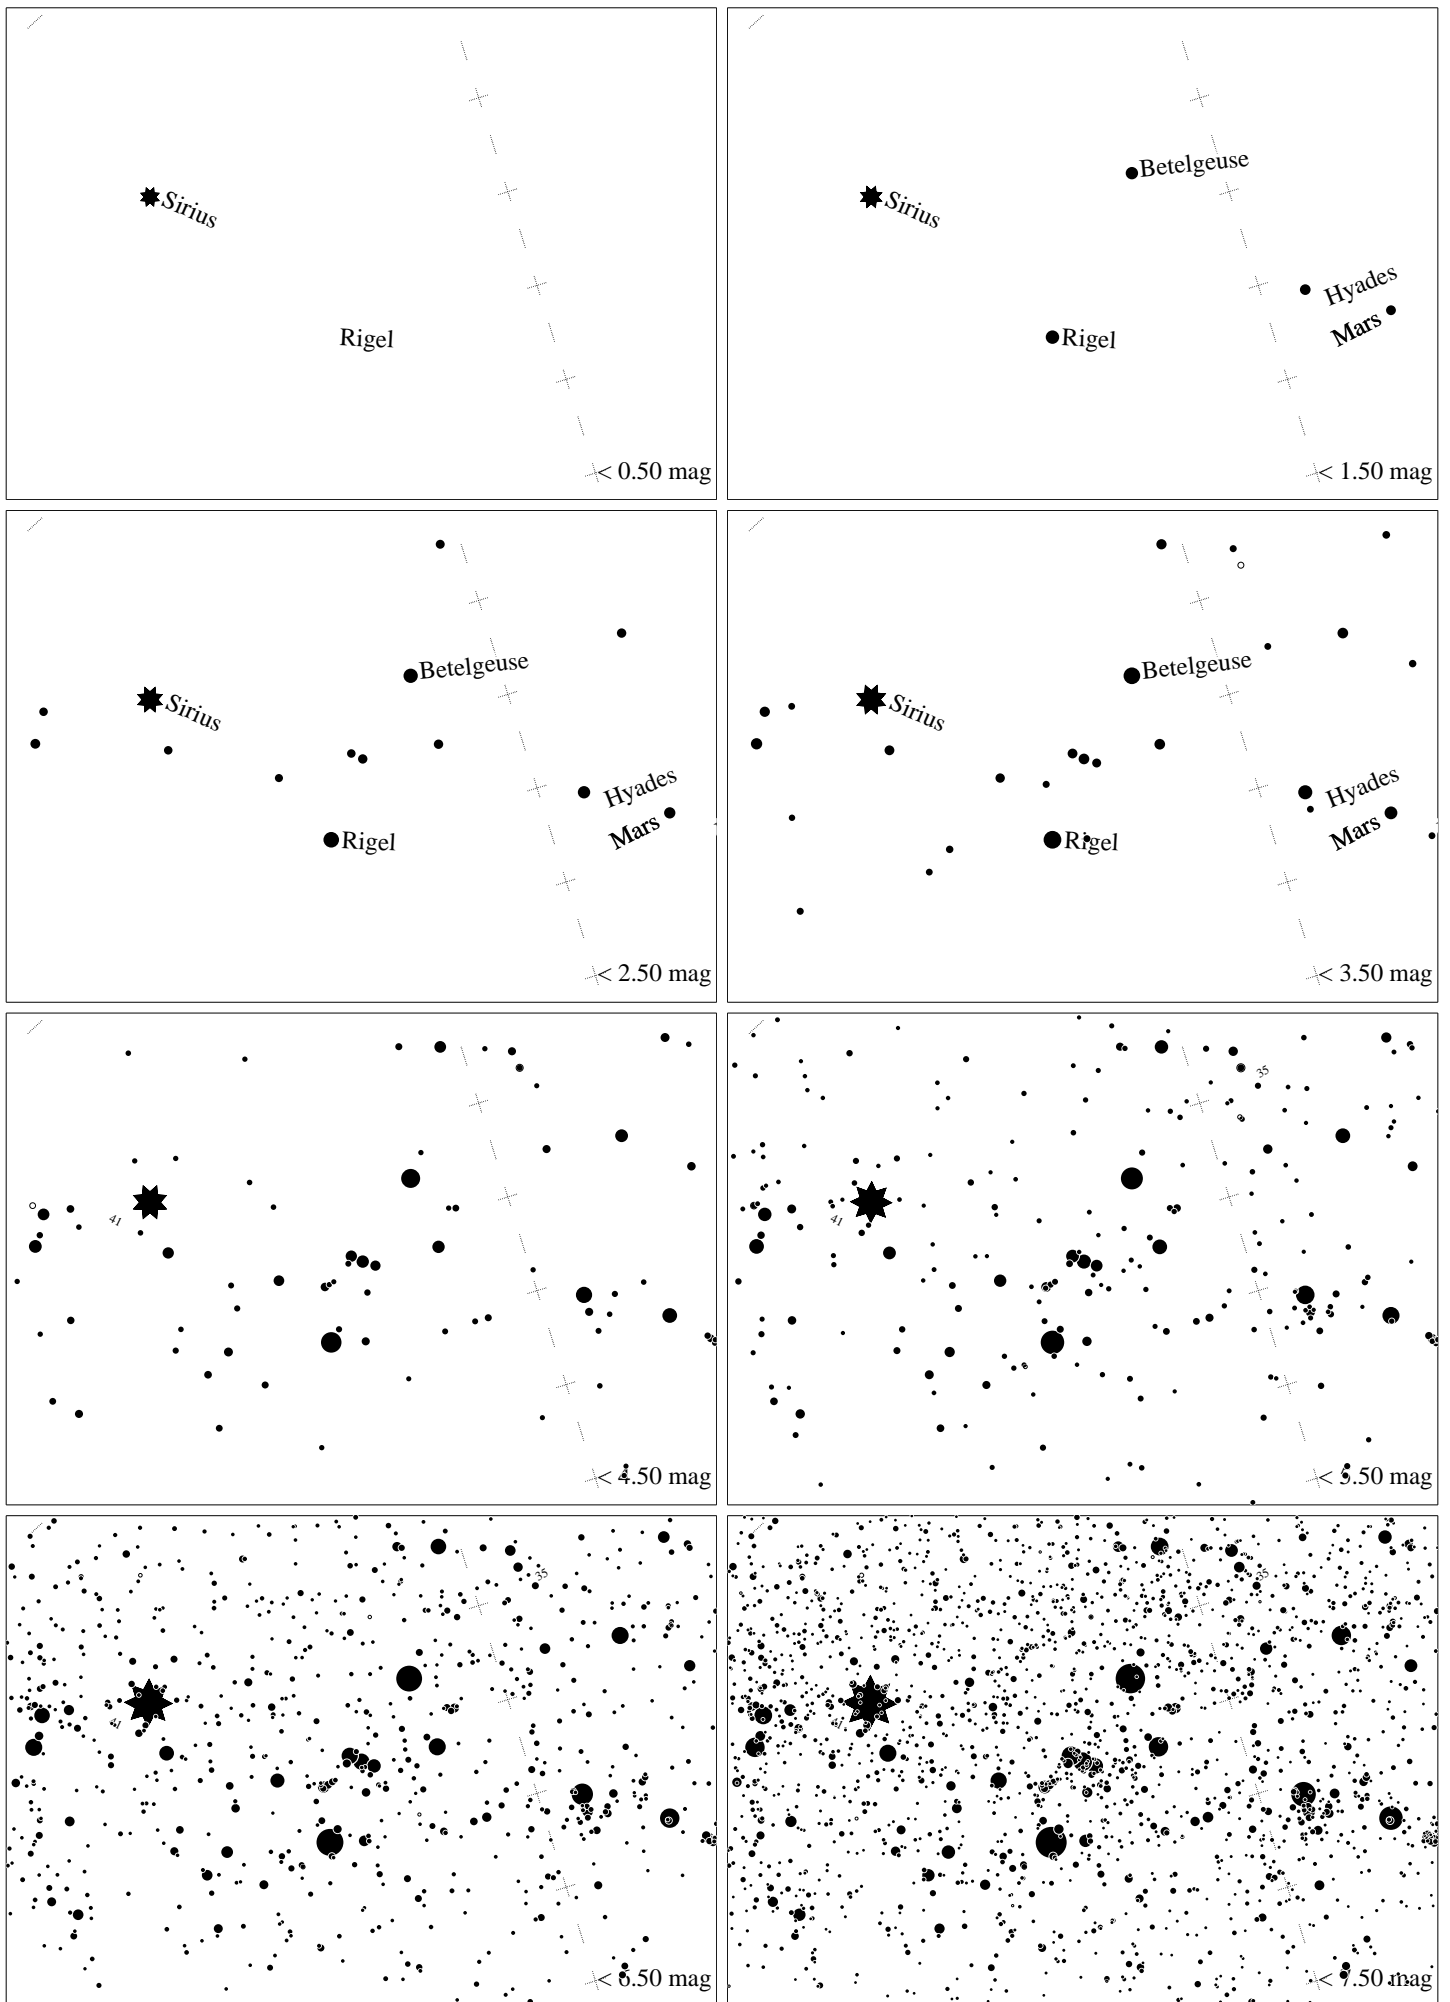 Sirius
Rigel
< 0.50 mag
Betelgeuse
Sirius
Hyades
Mars
Rigel
< 1.50 mag
Betelgeuse
Sirius
Hyades
Mars
Rigel
< 2.50 mag
Betelgeuse
Sirius
Hyades
Mars
Rigel
< 3.50 mag
41
< 4.50 mag
35
41
< 5.50 mag
35
41
< 6.50 mag
35
41
< 7.50 mag